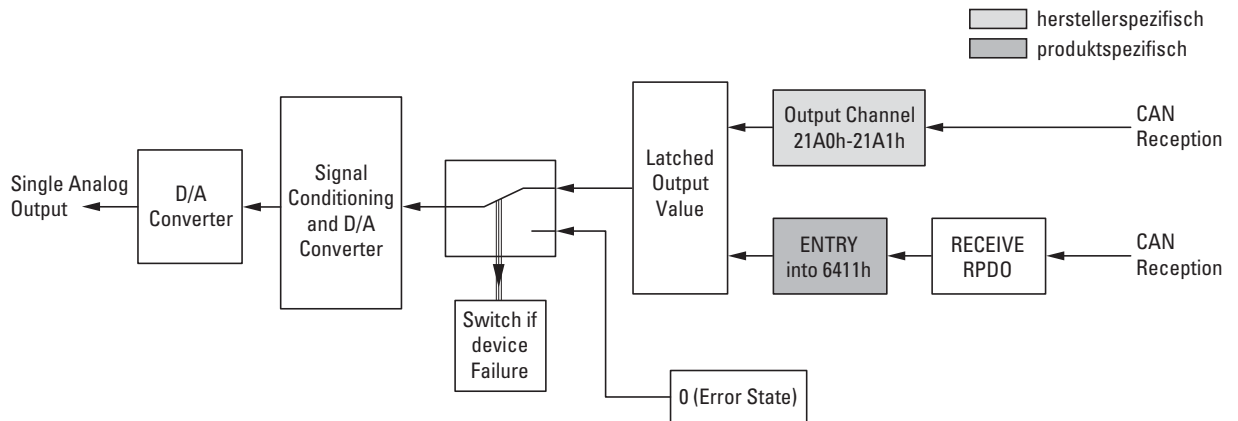 herstellerspezifisch
produktspezifisch
Output Channel
21A0h-21A1h
CAN
Reception
Latched
Output
Value
Signal
Conditioning
and D/A
Converter
D/A
Converter
Single Analog
Output
ENTRY
into 6411h
RECEIVE
RPDO
CAN
Reception
Switch if
device
Failure
0 (Error State)